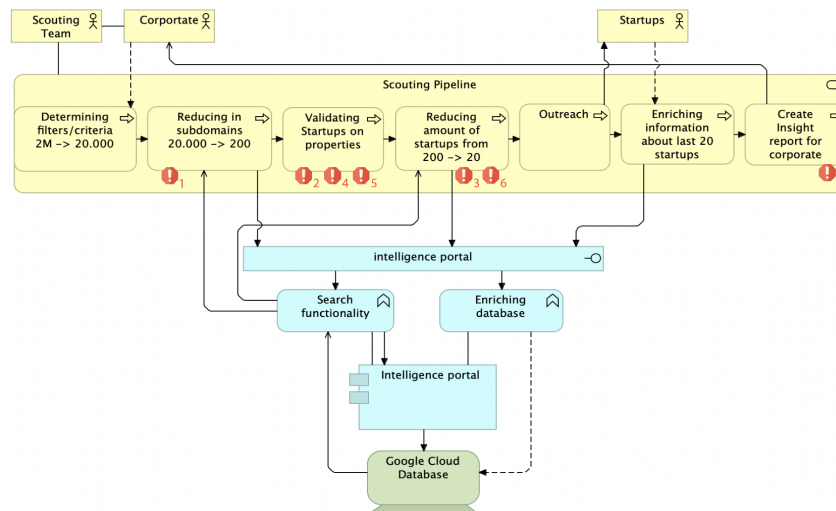 Scouting
Team
Corportate
Startups
Scouting Pipeline
Determining
filters/criteria
2M -> 20.000
Reducing in
subdomains
20.000 -> 200
Validating
Startups on
properties
Reducing
amount of
startups from
200 -> 20
Outreach
Enriching
information
about last 20
startups
Create
Insight
report for
corporate
1
2
4
5
3
6
intelligence portal
Search
functionality
Enriching
database
Intelligence portal
Google Cloud
Database